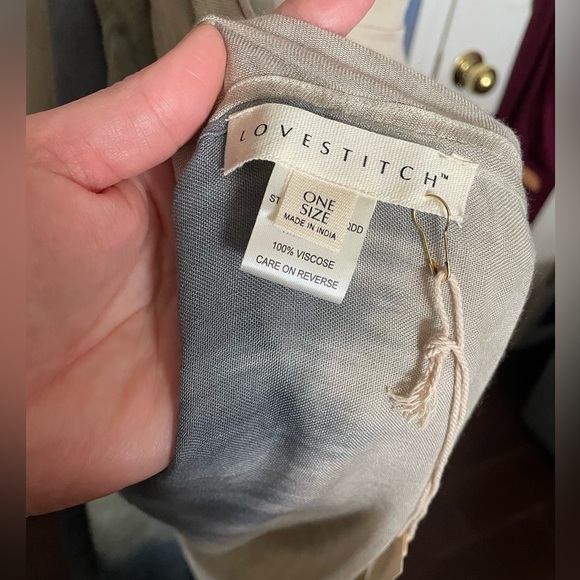 LOVESTITCH™
ONE
SIZE
MADE IN INDIA
100% VISCOSE
CARE ON REVERSE